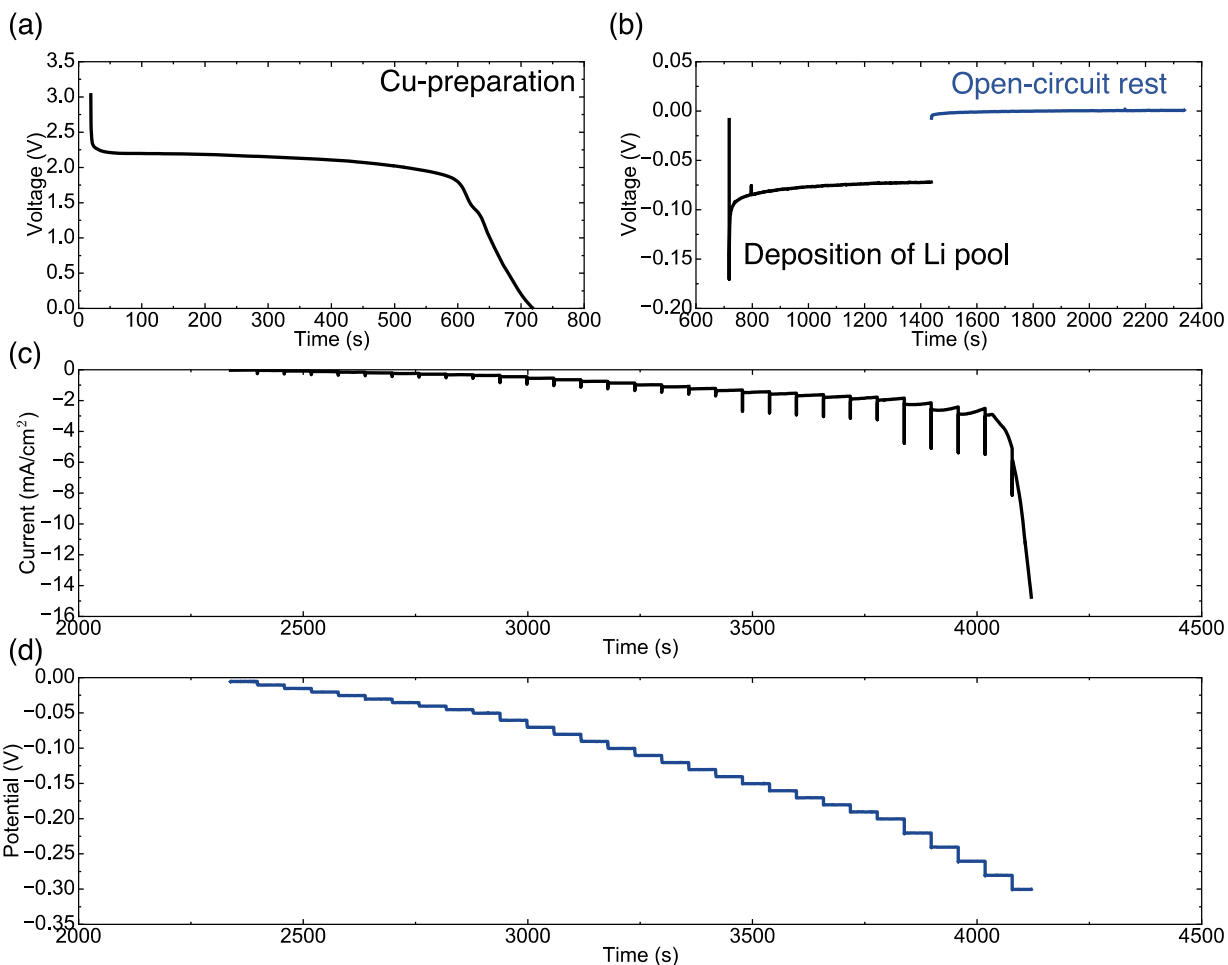 (a)
3.5
3.0
2.5
2.0
1.5
1.0
0.5
0.0
Voltage (V)
Cu-preparation
0 100 200 300 400 500 600 700 800
Time (s)
(b)
0.05
0.00
−0.05
−0.10
−0.15
−0.20
Voltage (V)
Open-circuit rest
Deposition of Li pool
600 800 1000 1200 1400 1600 1800 2000 2200 2400
Time (s)
(c)
0
−2
−4
−6
−8
−10
−12
−14
−16
Current (mA/cm²)
2000 2500 3000 3500 4000 4500
Time (s)
(d)
0.00
−0.05
−0.10
−0.15
−0.20
−0.25
−0.30
−0.35
Potential (V)
2000 2500 3000 3500 4000 4500
Time (s)